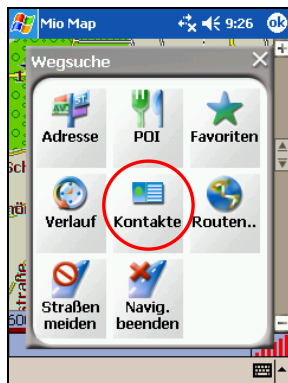 Mio Map 9:26 ok
Wegsuche
Adresse POI Favoriten
Verlauf Kontakte Routen..
Straßen meiden Navig. beenden